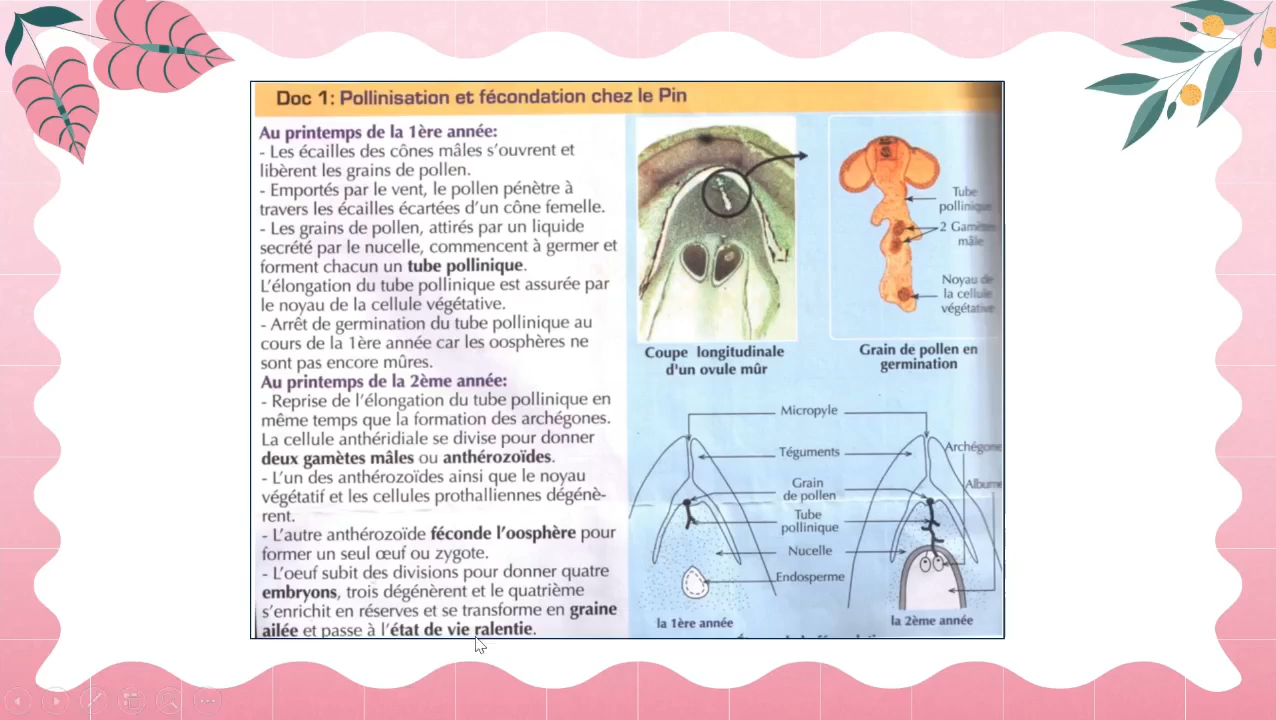 Doc 1: Pollinisation et fécondation chez le Pin
Au printemps de la 1ère année:
- Les écailles des cônes mâles s'ouvrent et
libèrent les grains de pollen.
- Emportés par le vent, le pollen pénètre à
travers les écailles écartées d'un cône femelle.
- Les grains de pollen, attirés par un liquide
secrété par le nucelle, commencent à germer et
forment chacun un tube pollinique.
L'élongation du tube pollinique est assurée par
le noyau de la cellule végétative.
- Arrêt de germination du tube pollinique au
cours de la 1ère année car les oosphères ne
sont pas encore mûres.
Au printemps de la 2ème année:
- Reprise de l'élongation du tube pollinique en
même temps que la formation des archégones.
La cellule anthéridiale se divise pour donner
deux gamètes mâles ou anthérozoïdes.
- L'un des anthérozoïdes ainsi que le noyau
végétatif et les cellules prothalliennes dégénè-
rent.
- L'autre anthérozoïde féconde l'oosphère pour
former un seul œuf ou zygote.
- L'oeuf subit des divisions pour donner quatre
embryons, trois dégénèrent et le quatrième
s'enrichit en réserves et se transforme en graine
ailée et passe à l'état de vie ralentie.
Coupe longitudinale
d'un ovule mûr
Tube
pollinique
2 Gamètes
mâle
Noyau de
la cellule
végétative
Grain de pollen en
germination
Micropyle
Téguments
Grain
de pollen
Tube
pollinique
Nucelle
Endosperme
Archégone
Albume
la 1ère année
la 2ème année